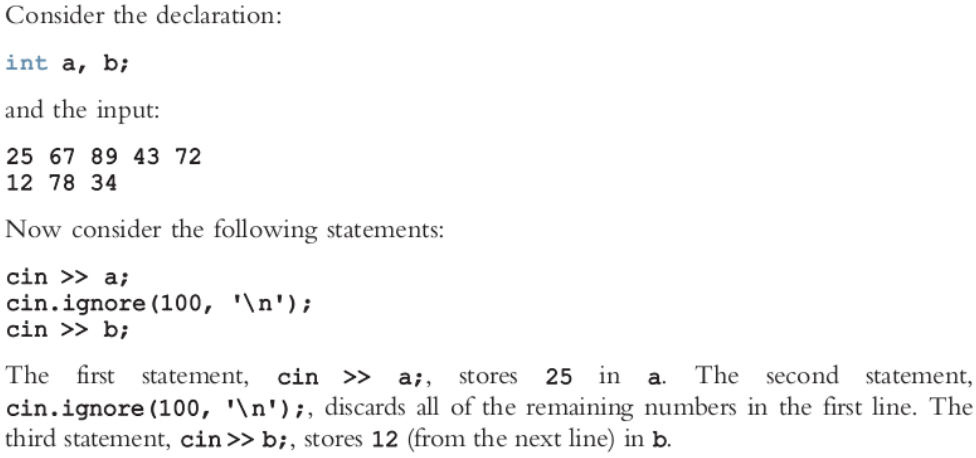 Consider the declaration:
int a, b;
and the input:
25 67 89 43 72
12 78 34
Now consider the following statements:
cin >> a;
cin.ignore(100, '\n');
cin >> b;
The first statement, cin >> a;, stores 25 in a. The second statement,
cin.ignore(100, '\n');, discards all of the remaining numbers in the first line. The
third statement, cin >> b;, stores 12 (from the next line) in b.